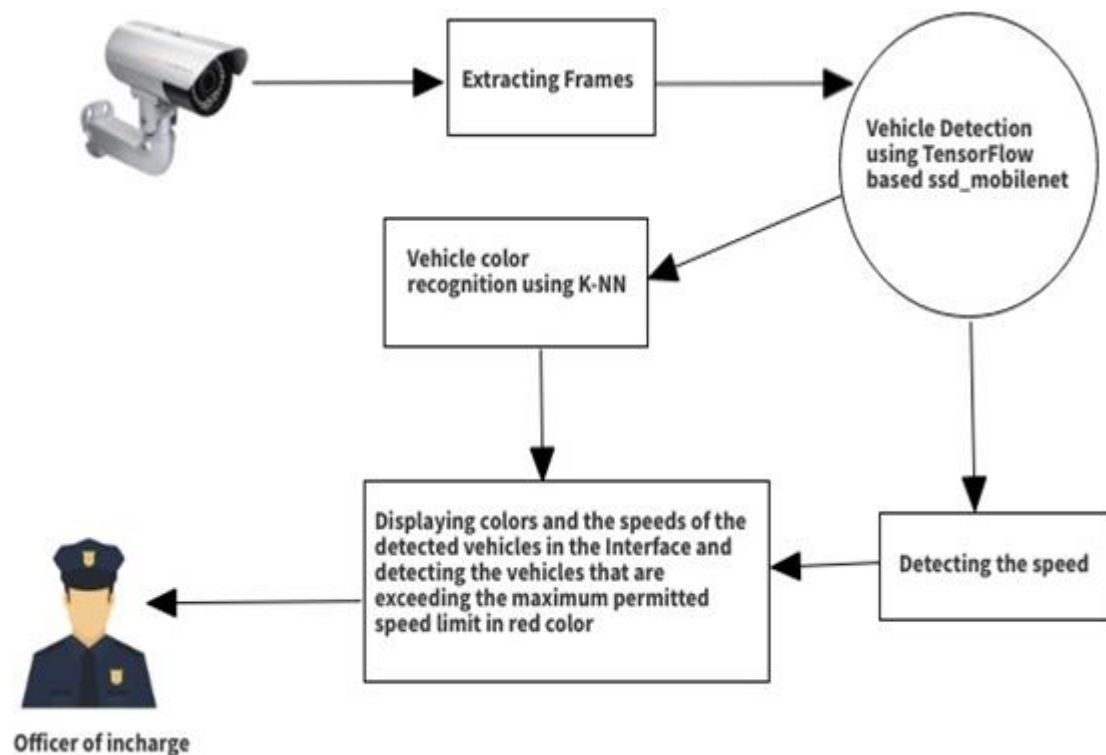 Extracting Frames
Vehicle Detection
using TensorFlow
based ssd_mobilenet
Vehicle color
recognition using K-NN
Displaying colors and the speeds of the
detected vehicles in the Interface and
detecting the vehicles that are
exceeding the maximum permitted
speed limit in red color
Detecting the speed
Officer of incharge